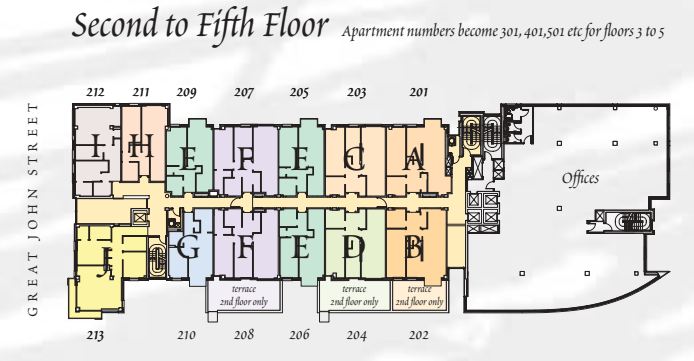 Second to Fifth Floor Apartment numbers become 301, 401,501 etc for floors 3 to 5
212 211 209 207 205 203 201
GREAT JOHN STREET
I H E F E C A
Offices
J G F E D B
terrace
2nd floor only
terrace
2nd floor only
terrace
2nd floor only
213 210 208 206 204 202